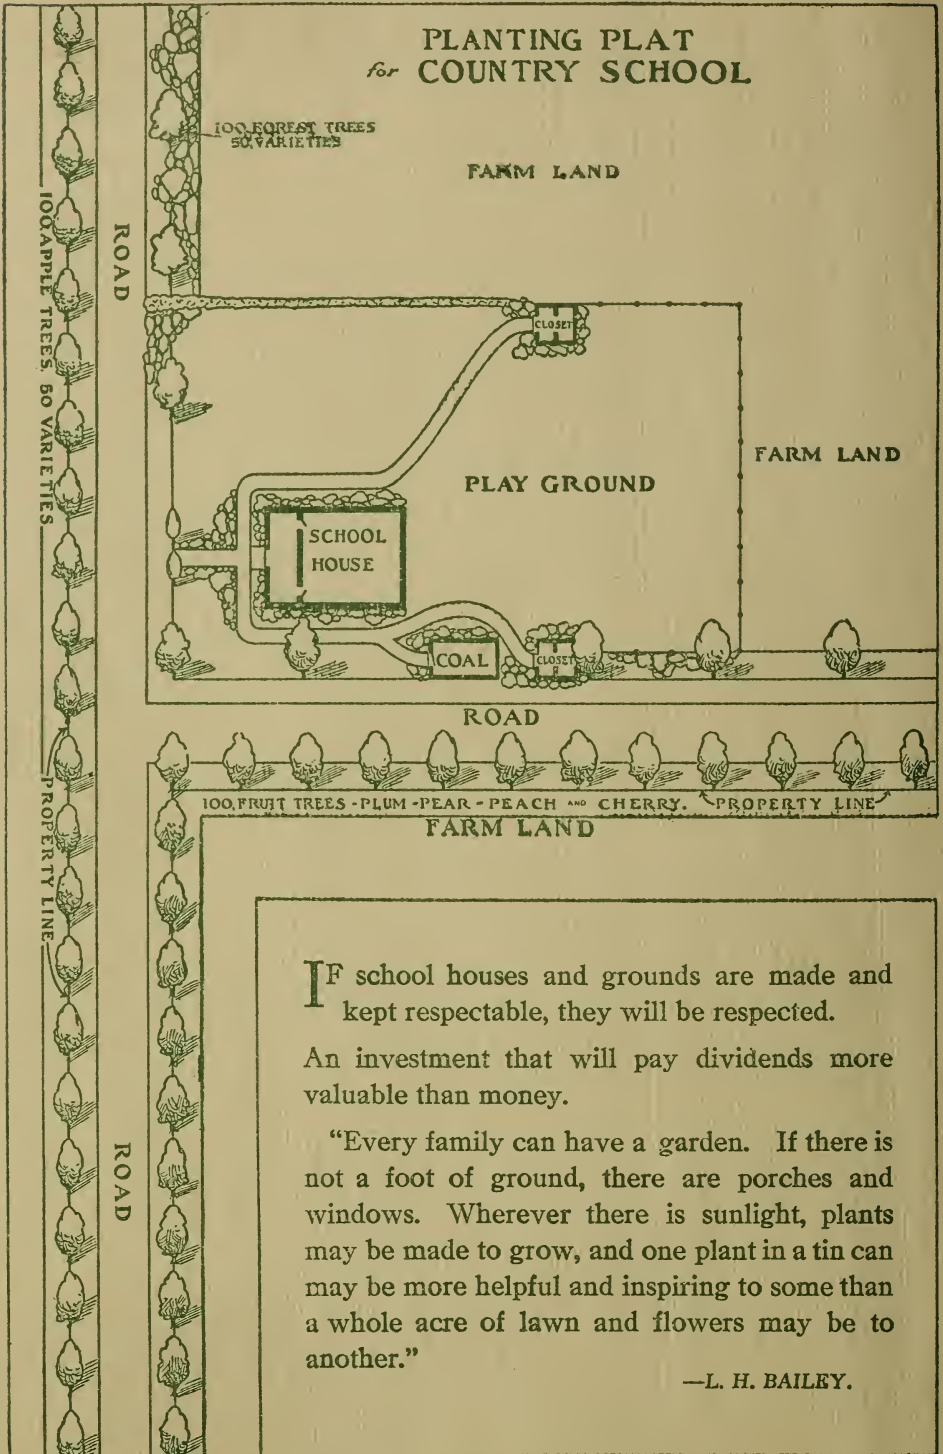 PLANTING PLAT
for COUNTRY SCHOOL
100 FOREST TREES
50 VARIETIES
FARM LAND
100 APPLE TREES. 50 VARIETIES
ROAD
CLOSET
FARM LAND
PLAY GROUND
SCHOOL
HOUSE
COAL
CLOSET
ROAD
PROPERTY LINE
100 FRUIT TREES - PLUM - PEAR - PEACH AND CHERRY.
PROPERTY LINE
FARM LAND
ROAD
IF school houses and grounds are made and
kept respectable, they will be respected.
An investment that will pay dividends more
valuable than money.
“Every family can have a garden. If there is
not a foot of ground, there are porches and
windows. Wherever there is sunlight, plants
may be made to grow, and one plant in a tin can
may be more helpful and inspiring to some than
a whole acre of lawn and flowers may be to
another.”
—L. H. BAILEY.